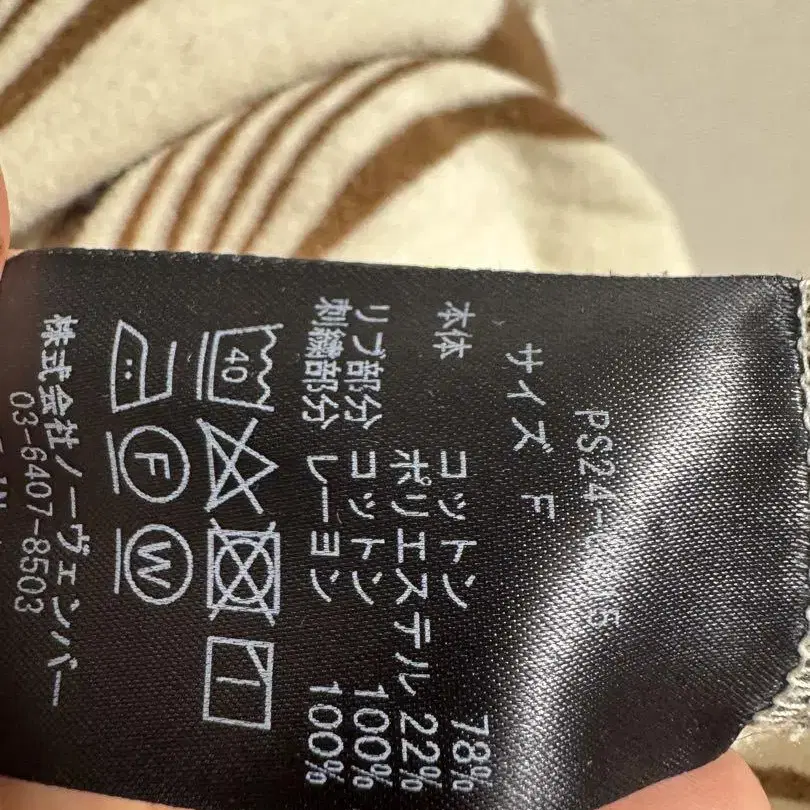 サイズ F
本体 コットン 78%
ポリエステル 22%
リブ部分 コットン 100%
刺繍部分 レーヨン 100%
40
F W
株式会社ノーヴェンバー
03-6407-8503